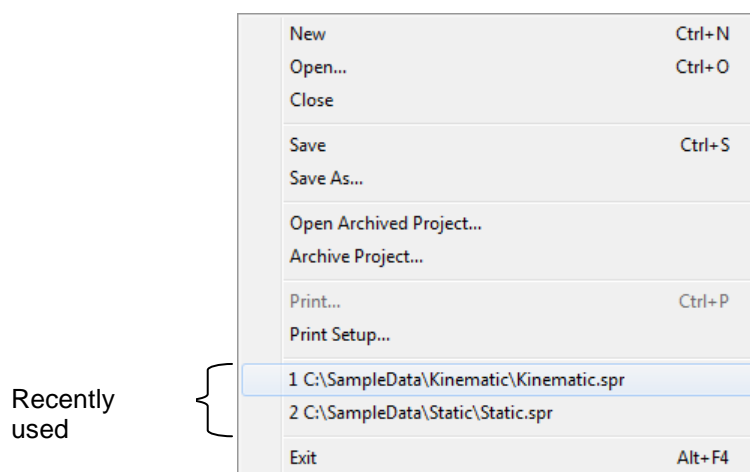 New Ctrl+N
Open... Ctrl+O
Close
Save Ctrl+S
Save As...
Open Archived Project...
Archive Project...
Print... Ctrl+P
Print Setup...
1 C:\SampleData\Kinematic\Kinematic.spr
2 C:\SampleData\Static\Static.spr
Recently
used
Exit Alt+F4